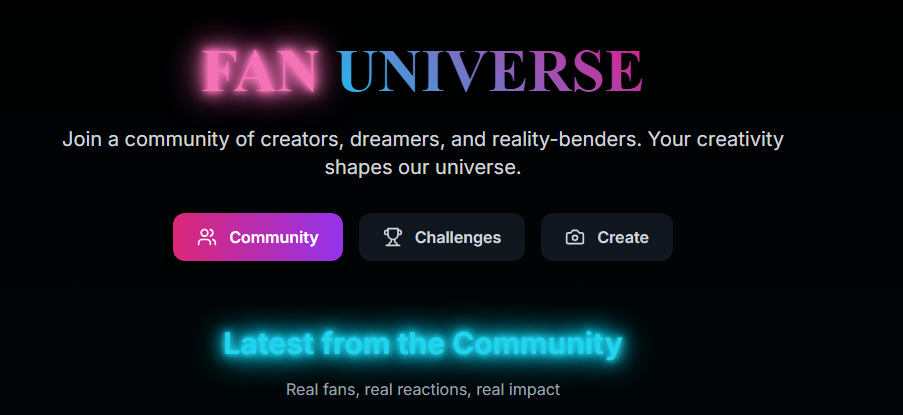 FAN UNIVERSE
Join a community of creators, dreamers, and reality-benders. Your creativity
shapes our universe.
Community
Challenges
Create
Latest from the Community
Real fans, real reactions, real impact